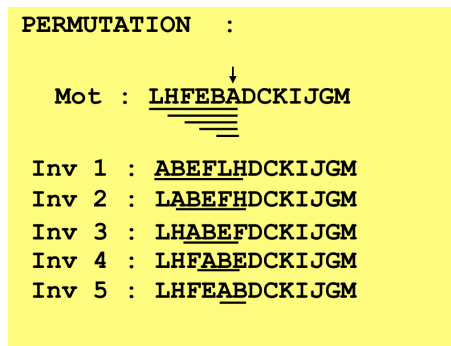 PERMUTATION :
Mot : LHFEBADCKIJGM
Inv 1 : ABEFLHDCKIJGM
Inv 2 : LABEFHDCKIJGM
Inv 3 : LHABEFDCKIJGM
Inv 4 : LHFABEDCKIJGM
Inv 5 : LHFEABDCKIJGM